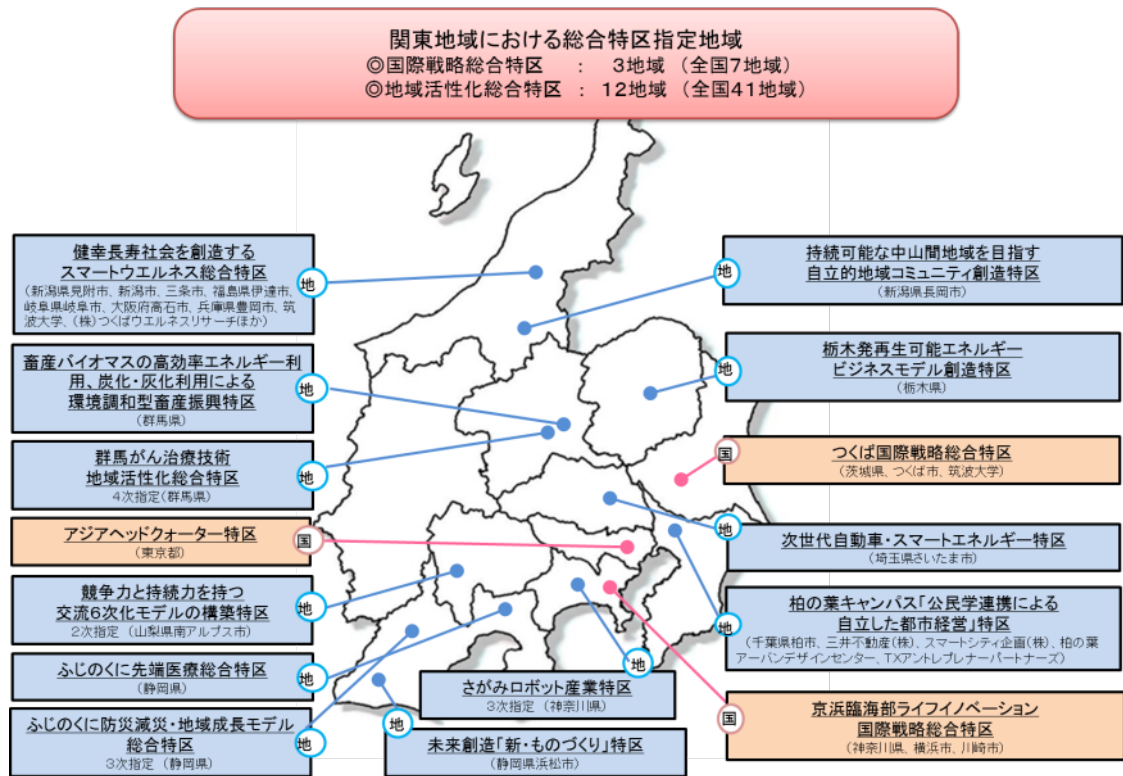 関東地域における総合特区指定地域
◎国際戦略総合特区　：　3地域（全国7地域）
◎地域活性化総合特区　：　12地域（全国41地域）
健幸長寿社会を創造する
スマートウエルネス総合特区
（新潟県見附市、新潟市、三条市、福島県伊達市、
岐阜県岐阜市、大阪府高石市、兵庫県豊岡市、筑
波大学、（株）つくばウエルネスリサーチほか）
地
畜産バイオマスの高効率エネルギー利
用、炭化・灰化利用による
環境調和型畜産振興特区
（群馬県）
地
群馬がん治療技術
地域活性化総合特区
4次指定（群馬県）
地
アジアヘッドクォーター特区
（東京都）
国
競争力と持続力を持つ
交流6次化モデルの構築特区
2次指定（山梨県南アルプス市）
地
ふじのくに先端医療総合特区
（静岡県）
地
ふじのくに防災減災・地域成長モデル
総合特区
3次指定（静岡県）
地
地
持続可能な中山間地域を目指す
自立的地域コミュニティ創造特区
（新潟県長岡市）
地
栃木発再生可能エネルギー
ビジネスモデル創造特区
（栃木県）
国
つくば国際戦略総合特区
（茨城県、つくば市、筑波大学）
地
次世代自動車・スマートエネルギー特区
（埼玉県さいたま市）
地
柏の葉キャンパス「公民学連携による
自立した都市経営」特区
（千葉県柏市、三井不動産（株）、スマートシティ企画（株）、柏の葉
アーバンデザインセンター、TXアントレプレナーパートナーズ）
地
さがみロボット産業特区
3次指定（神奈川県）
地
未来創造「新・ものづくり」特区
（静岡県浜松市）
国
京浜臨海部ライフイノベーション
国際戦略総合特区
（神奈川県、横浜市、川崎市）